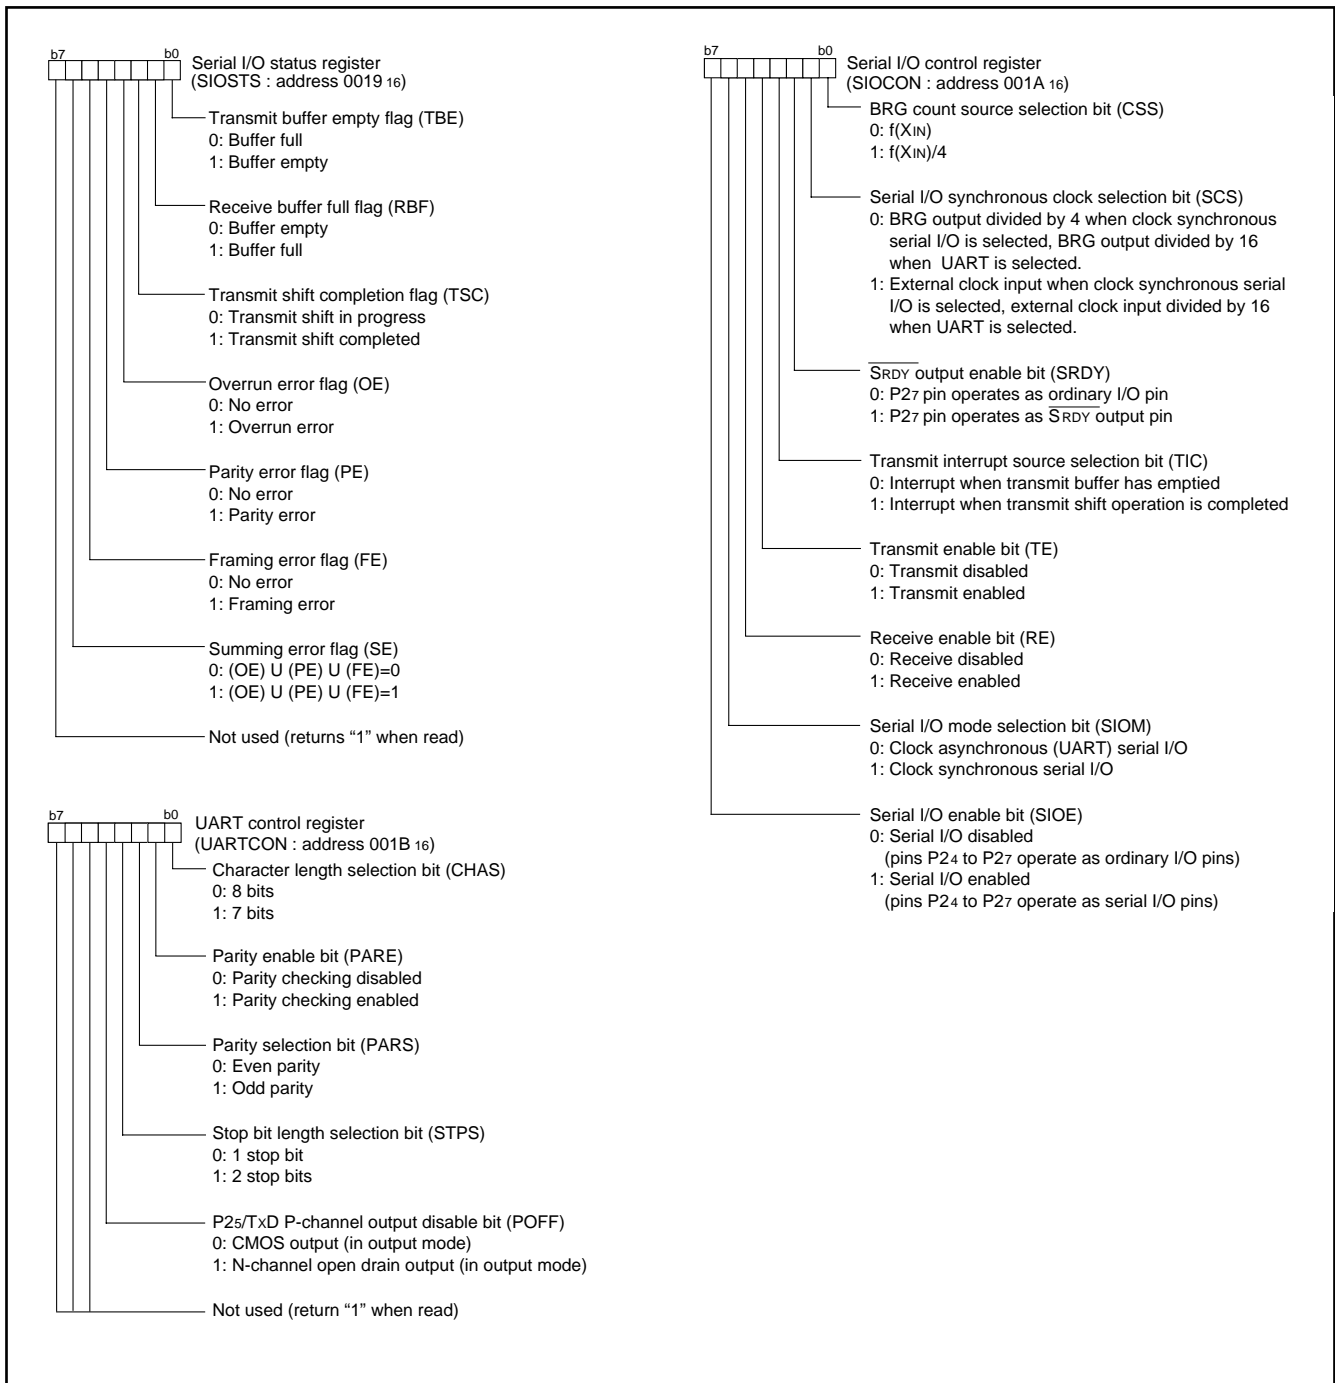 b7 b0
Serial I/O status register
(SIOSTS : address 0019 16)
Transmit buffer empty flag (TBE)
0: Buffer full
1: Buffer empty
Receive buffer full flag (RBF)
0: Buffer empty
1: Buffer full
Transmit shift completion flag (TSC)
0: Transmit shift in progress
1: Transmit shift completed
Overrun error flag (OE)
0: No error
1: Overrun error
Parity error flag (PE)
0: No error
1: Parity error
Framing error flag (FE)
0: No error
1: Framing error
Summing error flag (SE)
0: (OE) U (PE) U (FE)=0
1: (OE) U (PE) U (FE)=1
Not used (returns “1” when read)
b7 b0
UART control register
(UARTCON : address 001B 16)
Character length selection bit (CHAS)
0: 8 bits
1: 7 bits
Parity enable bit (PARE)
0: Parity checking disabled
1: Parity checking enabled
Parity selection bit (PARS)
0: Even parity
1: Odd parity
Stop bit length selection bit (STPS)
0: 1 stop bit
1: 2 stop bits
P25/TXD P-channel output disable bit (POFF)
0: CMOS output (in output mode)
1: N-channel open drain output (in output mode)
Not used (return “1” when read)
b7 b0
Serial I/O control register
(SIOCON : address 001A 16)
BRG count source selection bit (CSS)
0: f(XIN)
1: f(XIN)/4
Serial I/O synchronous clock selection bit (SCS)
0: BRG output divided by 4 when clock synchronous
serial I/O is selected, BRG output divided by 16
when UART is selected.
1: External clock input when clock synchronous serial
I/O is selected, external clock input divided by 16
when UART is selected.
SRDY output enable bit (SRDY)
0: P27 pin operates as ordinary I/O pin
1: P27 pin operates as SRDY output pin
Transmit interrupt source selection bit (TIC)
0: Interrupt when transmit buffer has emptied
1: Interrupt when transmit shift operation is completed
Transmit enable bit (TE)
0: Transmit disabled
1: Transmit enabled
Receive enable bit (RE)
0: Receive disabled
1: Receive enabled
Serial I/O mode selection bit (SIOM)
0: Clock asynchronous (UART) serial I/O
1: Clock synchronous serial I/O
Serial I/O enable bit (SIOE)
0: Serial I/O disabled
(pins P24 to P27 operate as ordinary I/O pins)
1: Serial I/O enabled
(pins P24 to P27 operate as serial I/O pins)